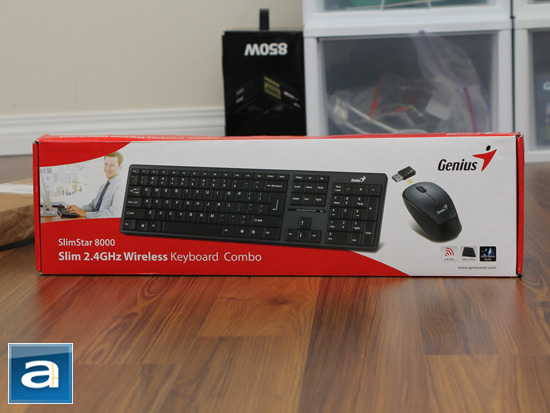 850W
Genius
SlimStar 8000
Slim 2.4GHz Wireless Keyboard Combo
www.geniusnet.com
a